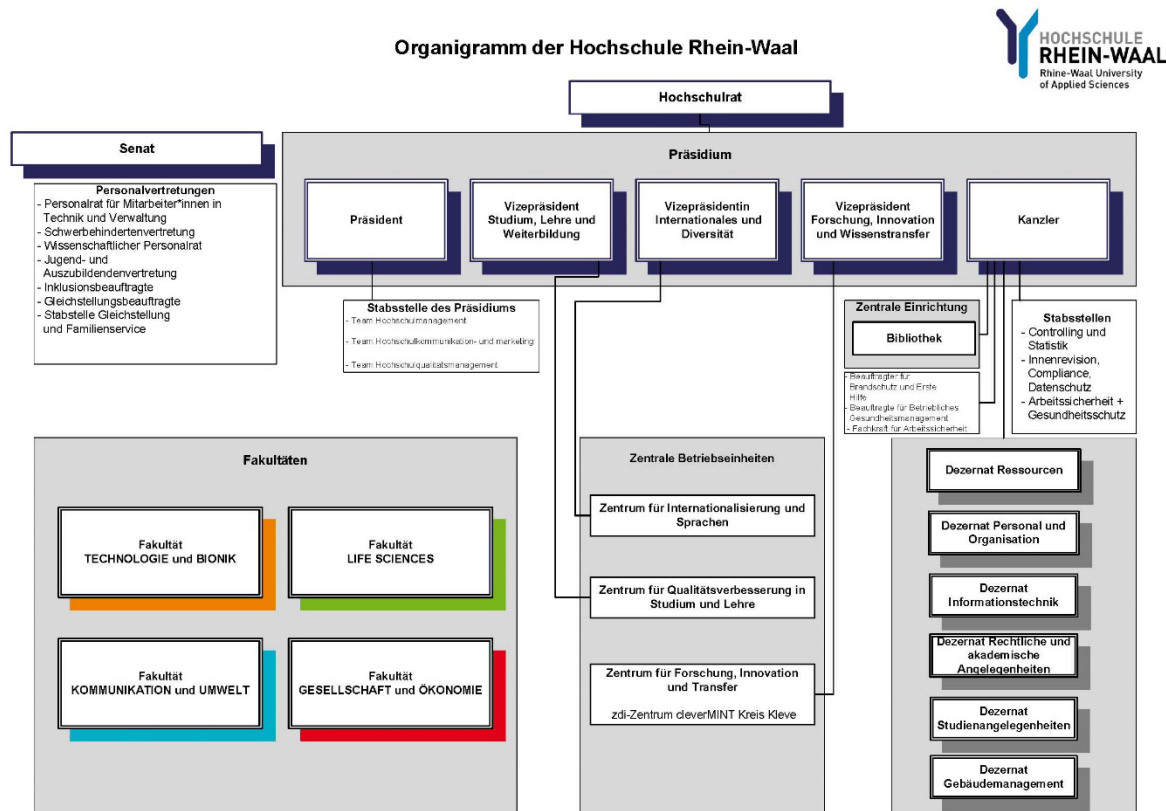 Organigramm der Hochschule Rhein-Waal
HOCHSCHULE
RHEIN-WAAL
Rhine-Waal University
of Applied Sciences
Hochschulrat
Senat
Präsidium
Präsident
Vizepräsident
Studium, Lehre und
Weiterbildung
Vizepräsidentin
Internationales und
Diversität
Vizepräsident
Forschung, Innovation
und Wissenstransfer
Kanzler
Personalvertretungen
- Personalrat für Mitarbeiter*innen in
Technik und Verwaltung
- Schwerbehindertenvertretung
- Wissenschaftlicher Personalrat
- Jugend- und
Auszubildendenvertretung
- Inklusionsbeauftragte
- Gleichstellungsbeauftragte
- Stabstelle Gleichstellung
und Familienservice
Stabsstelle des Präsidiums
- Team Hochschulmanagement
- Team Hochschulkommunikation- und marketing
- Team Hochschulqualitätsmanagement
Zentrale Einrichtung
Bibliothek
- Beauftragter für
Brandschutz und Erste
Hilfe
- Beauftragte für Betriebliches
Gesundheitsmanagement
- Fachkraft für Arbeitssicherheit
Stabsstellen
- Controlling und
Statistik
- Innenrevision,
Compliance,
Datenschutz
- Arbeitssicherheit +
Gesundheitsschutz
Fakultäten
Fakultät
TECHNOLOGIE und BIONIK
Fakultät
LIFE SCIENCES
Fakultät
KOMMUNIKATION und UMWELT
Fakultät
GESELLSCHAFT und ÖKONOMIE
Zentrale Betriebseinheiten
Zentrum für Internationalisierung und
Sprachen
Zentrum für Qualitätsverbesserung in
Studium und Lehre
Zentrum für Forschung, Innovation
und Transfer
zdi-Zentrum cleverMINT Kreis Kleve
Dezernat Ressourcen
Dezernat Personal und
Organisation
Dezernat
Informationstechnik
Dezernat Rechtliche und
akademische
Angelegenheiten
Dezernat
Studienangelegenheiten
Dezernat
Gebäudemanagement